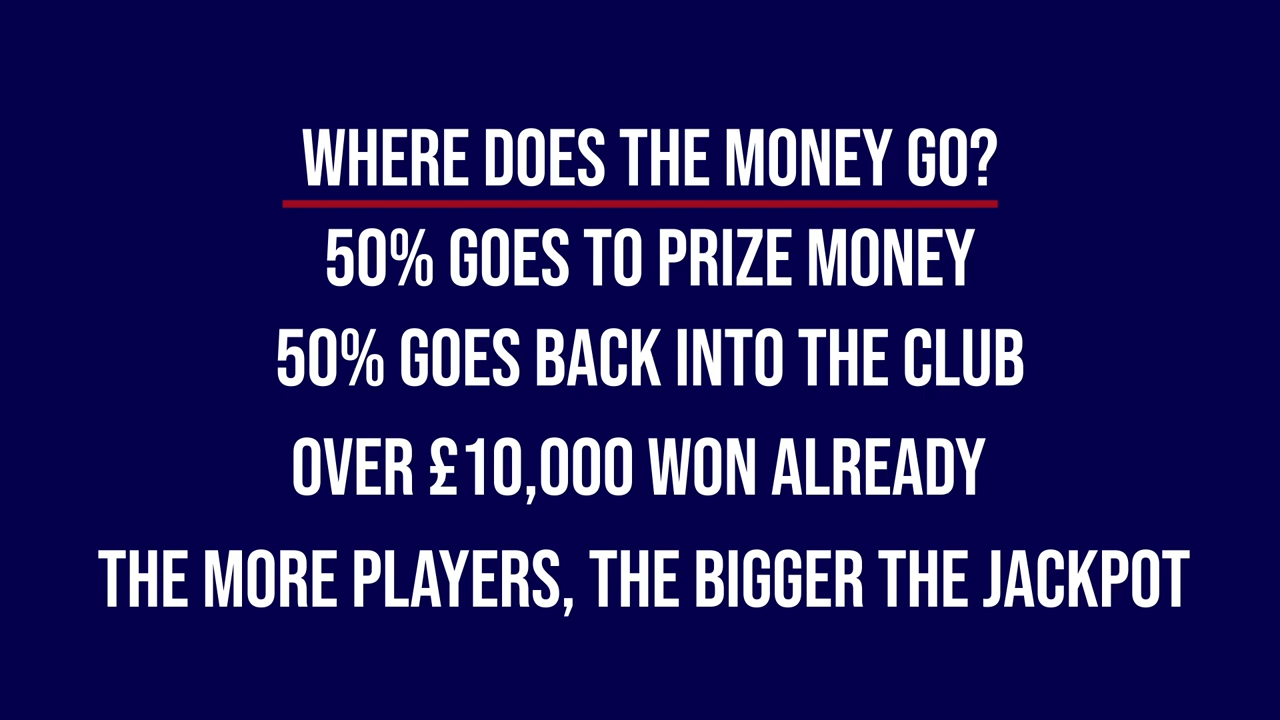 WHERE DOES THE MONEY GO?
50% GOES TO PRIZE MONEY
50% GOES BACK INTO THE CLUB
OVER £10,000 WON ALREADY
THE MORE PLAYERS, THE BIGGER THE JACKPOT